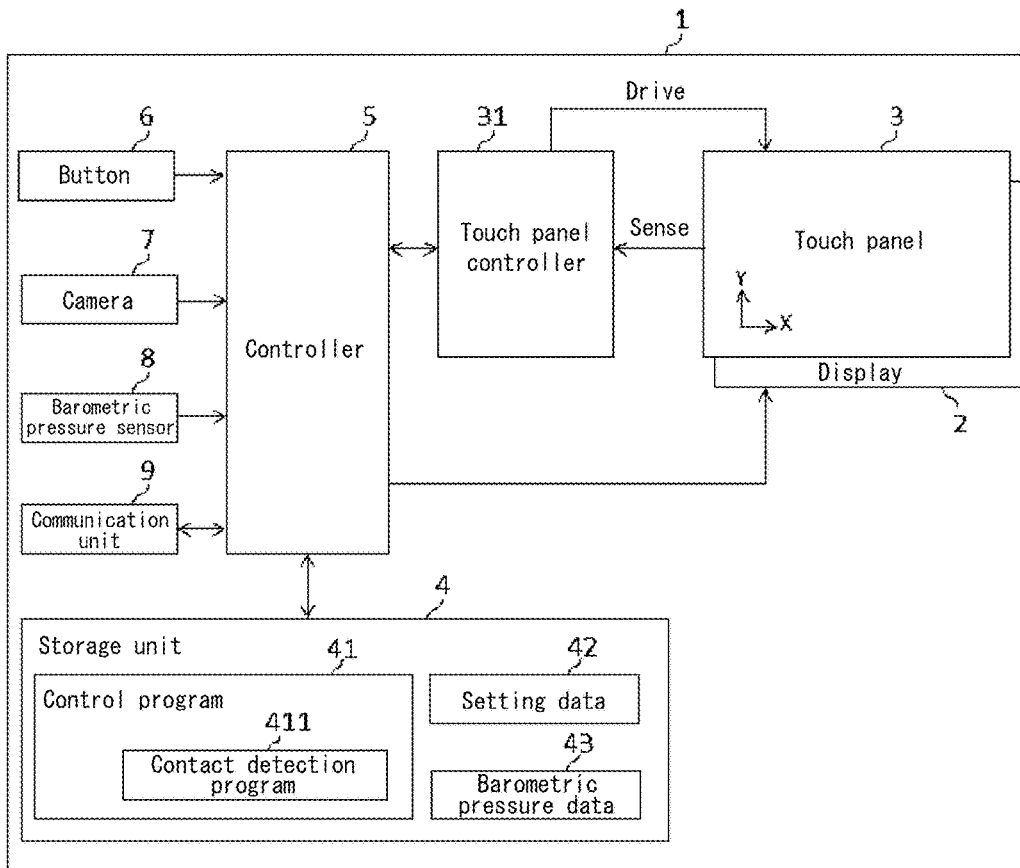 1
Drive
6
5
31
3
Button
7
Camera
Controller
Touch panel
controller
Sense
Touch panel
Y
X
8
Barometric
pressure sensor
Display
2
9
Communication
unit
4
Storage unit
41
42
Control program
Setting data
411
43
Contact detection
program
Barometric
pressure data